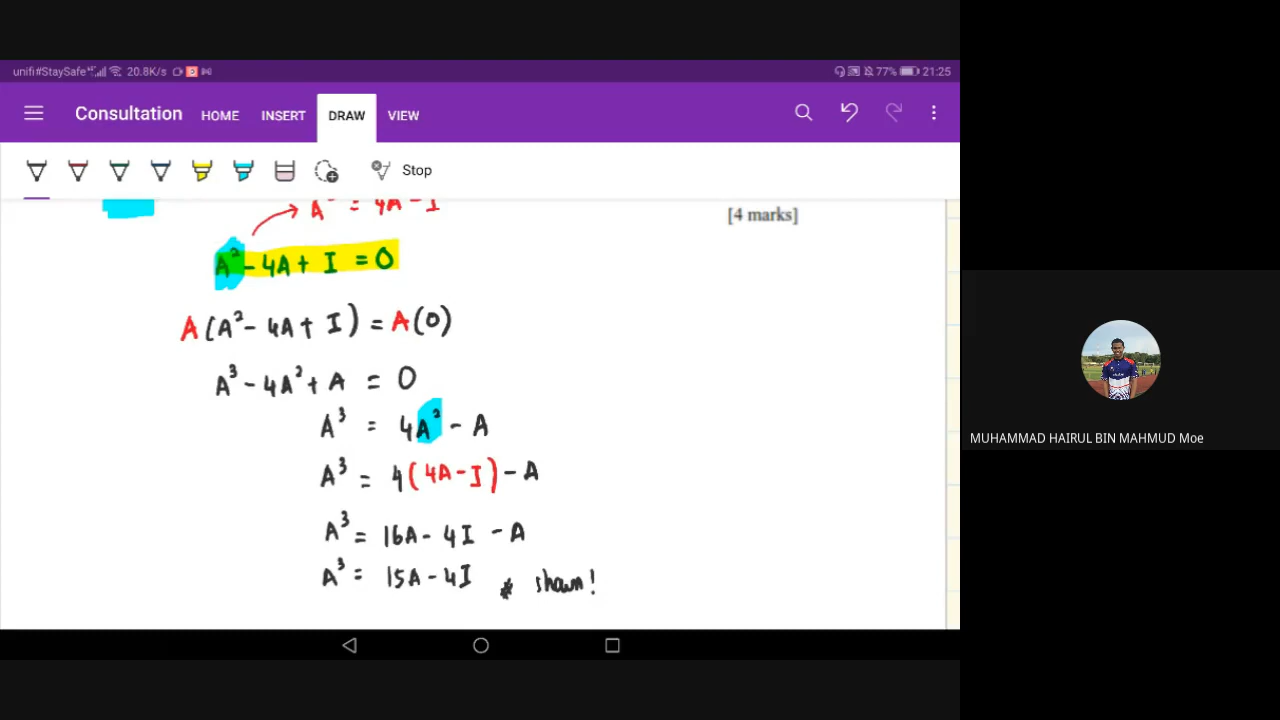 unifi#StaySafe 20.8K/s 77% 21:25
Consultation HOME INSERT DRAW VIEW
Stop
A² = 4A - I
[4 marks]
A² - 4A + I = 0
A (A² - 4A + I) = A (0)
A³ - 4A² + A = 0
A³ = 4A² - A
A³ = 4 (4A - I) - A
A³ = 16A - 4I - A
A³ = 15A - 4I # shown!
MUHAMMAD HAIRUL BIN MAHMUD Moe